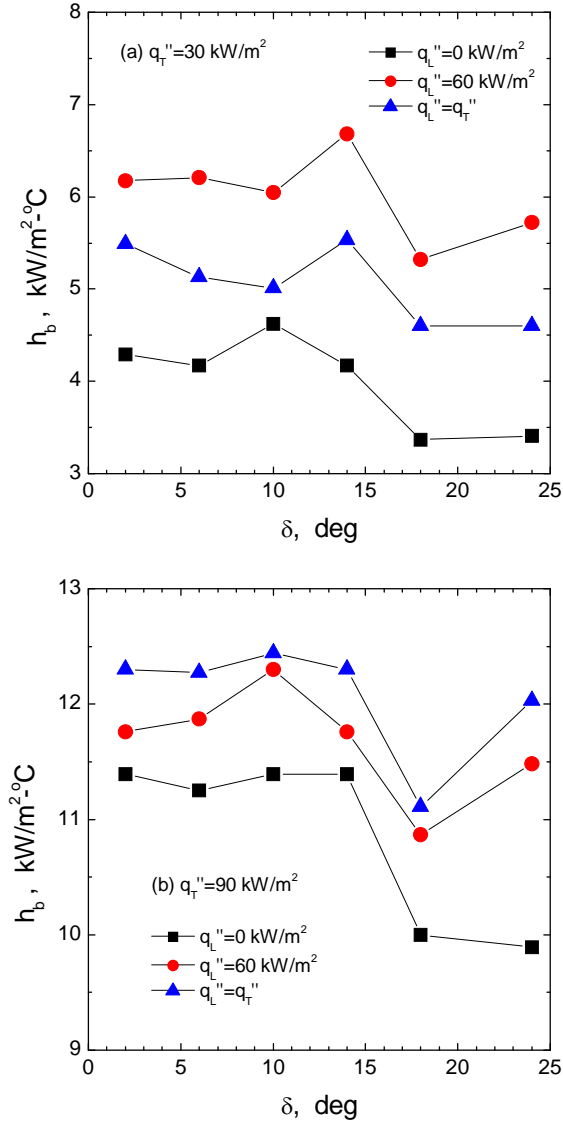 8
(a) q_T''=30 kW/m²
q_L''=0 kW/m²
q_L''=60 kW/m²
q_L''=q_T''
7
6
5
4
3
h_b , kW/m²-°C
0 5 10 15 20 25
δ, deg
13
12
11
10
9
h_b , kW/m²-°C
(b) q_T''=90 kW/m²
q_L''=0 kW/m²
q_L''=60 kW/m²
q_L''=q_T''
0 5 10 15 20 25
δ, deg